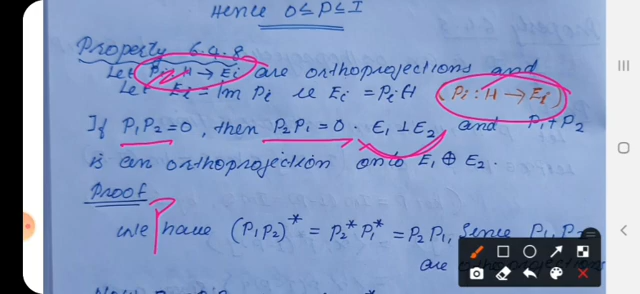 Hence 0 ≤ P ≤ I
Property 6.4.8
Let Pi : H → Ei are orthoprojections and
Let Ei = Im Pi ie Ei = Pi H (Pi : H → Ei)
If P1P2 = 0, then P2P1 = 0. E1 ⊥ E2 and P1 + P2
is an orthoprojection onto E1 ⊕ E2.
Proof
We have (P1P2)* = P2* P1* = P2 P1, since P1, P2
are